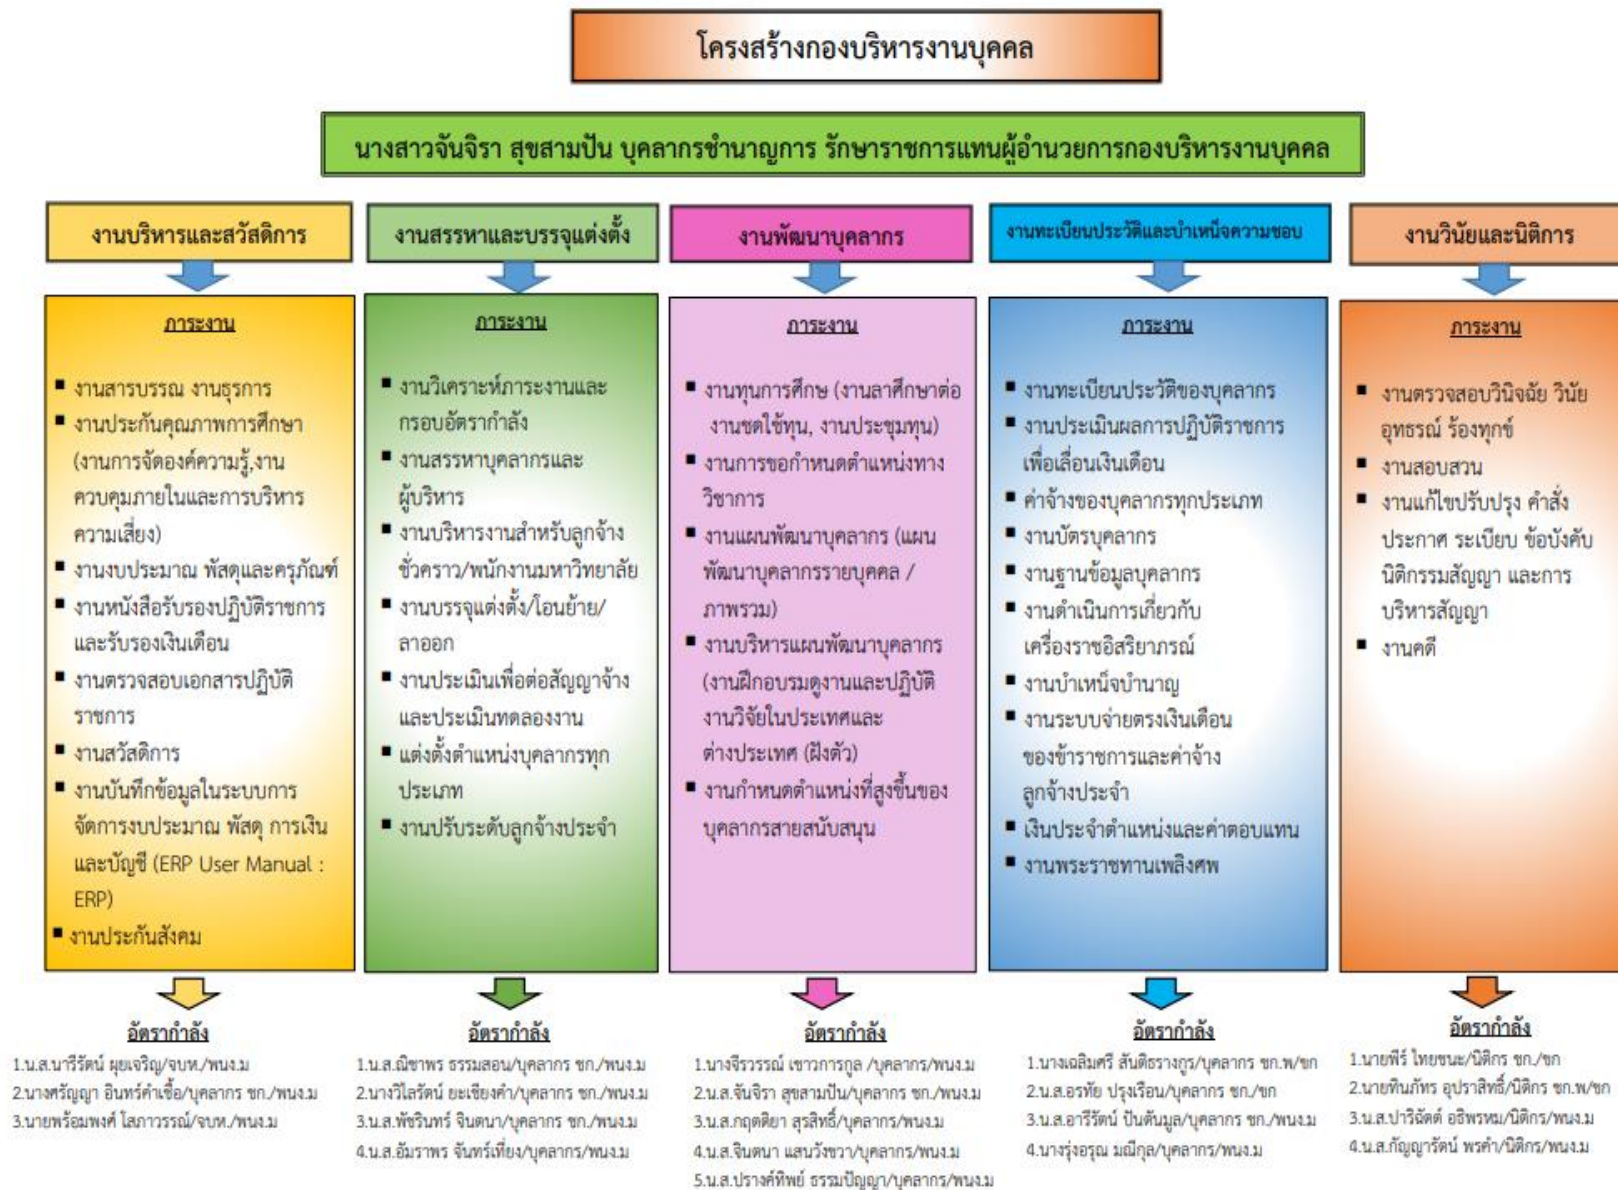 โครงสร้างกองบริหารงานบุคคล
นางสาวจันจิรา สุขสามปัน บุคลากรชำนาญการ รักษาราชการแทนผู้อำนวยการกองบริหารงานบุคคล
งานบริหารและสวัสดิการ
ภาระงาน
■ งานสารบรรณ งานธุรการ
■ งานประกันคุณภาพการศึกษา
(งานการจัดองค์ความรู้,งาน
ควบคุมภายในและการบริหาร
ความเสี่ยง)
■ งานงบประมาณ พัสดุและครุภัณฑ์
■ งานหนังสือรับรองปฏิบัติราชการ
และรับรองเงินเดือน
■ งานตรวจสอบเอกสารปฏิบัติ
ราชการ
■ งานสวัสดิการ
■ งานบันทึกข้อมูลในระบบการ
จัดการงบประมาณ พัสดุ การเงิน
และบัญชี (ERP User Manual :
ERP)
■ งานประกันสังคม
อัตรากำลัง
1.น.ส.นารีรัตน์ ผุยเจริญ/จบห./พนง.ม
2.นางศรัญญา อินทร์คำเชื้อ/บุคลากร ชก./พนง.ม
3.นายพร้อมพงศ์ โสภาวรรณ์/จบห./พนง.ม
งานสรรหาและบรรจุแต่งตั้ง
ภาระงาน
■ งานวิเคราะห์ภาระงานและ
กรอบอัตรากำลัง
■ งานสรรหาบุคลากรและ
ผู้บริหาร
■ งานบริหารงานสำหรับลูกจ้าง
ชั่วคราว/พนักงานมหาวิทยาลัย
■ งานบรรจุแต่งตั้ง/โอนย้าย/
ลาออก
■ งานประเมินเพื่อต่อสัญญาจ้าง
และประเมินทดลองงาน
■ แต่งตั้งตำแหน่งบุคลากรทุก
ประเภท
■ งานปรับระดับลูกจ้างประจำ
อัตรากำลัง
1.น.ส.ณิชาพร ธรรมสอน/บุคลากร ชก./พนง.ม
2.นางวิไลรัตน์ ยะเชียงคำ/บุคลากร ชก./พนง.ม
3.น.ส.พัชรินทร์ จินตนา/บุคลากร ชก./พนง.ม
4.น.ส.อัมราพร จันทร์เที่ยง/บุคลากร/พนง.ม
งานพัฒนาบุคลากร
ภาระงาน
■ งานทุนการศึกษ (งานลาศึกษาต่อ
งานชดใช้ทุน, งานประชุมทุน)
■ งานการขอกำหนดตำแหน่งทาง
วิชาการ
■ งานแผนพัฒนาบุคลากร (แผน
พัฒนาบุคลากรรายบุคคล /
ภาพรวม)
■ งานบริหารแผนพัฒนาบุคลากร
(งานฝึกอบรมดูงานและปฏิบัติ
งานวิจัยในประเทศและ
ต่างประเทศ (ฝังตัว)
■ งานกำหนดตำแหน่งที่สูงขึ้นของ
บุคลากรสายสนับสนุน
อัตรากำลัง
1.นางจีรวรรณ์ เชาวการกูล /บุคลากร/พนง.ม
2.น.ส.จันจิรา สุขสามปัน/บุคลากร ชก./พนง.ม
3.น.ส.กฤตติยา สุรสิทธิ์/บุคลากร/พนง.ม
4.น.ส.จินตนา แสนวังขวา/บุคลากร/พนง.ม
5.น.ส.ปรางค์ทิพย์ ธรรมปัญญา/บุคลากร/พนง.ม
งานทะเบียนประวัติและบำเหน็จความชอบ
ภาระงาน
■ งานทะเบียนประวัติของบุคลากร
■ งานประเมินผลการปฏิบัติราชการ
เพื่อเลื่อนเงินเดือน
■ ค่าจ้างของบุคลากรทุกประเภท
■ งานบัตรบุคลากร
■ งานฐานข้อมูลบุคลากร
■ งานดำเนินการเกี่ยวกับ
เครื่องราชอิสริยาภรณ์
■ งานบำเหน็จบำนาญ
■ งานระบบจ่ายตรงเงินเดือน
ของข้าราชการและค่าจ้าง
ลูกจ้างประจำ
■ เงินประจำตำแหน่งและค่าตอบแทน
■ งานพระราชทานเพลิงศพ
อัตรากำลัง
1.นางเฉลิมศรี สันติธรางกูร/บุคลากร ชก.พ/ขก
2.น.ส.อรทัย ปรุงเรือน/บุคลากร ชก./ขก
3.น.ส.อารีรัตน์ ปันดันมูล/บุคลากร ชก./พนง.ม
4.นางรุ่งอรุณ มณีกุล/บุคลากร/พนง.ม
งานวินัยและนิติการ
ภาระงาน
■ งานตรวจสอบวินิจฉัย วินัย
อุทธรณ์ ร้องทุกข์
■ งานสอบสวน
■ งานแก้ไขปรับปรุง คำสั่ง
ประกาศ ระเบียบ ข้อบังคับ
นิติกรรมสัญญา และการ
บริหารสัญญา
■ งานคดี
อัตรากำลัง
1.นายพีร์ ไทยชนะ/นิติกร ชก./ขก
2.นายทินภัทร อุปราสิทธิ์/นิติกร ชก.พ/ขก
3.น.ส.ปาริฉัตต์ อธิพรหม/นิติกร/พนง.ม
4.น.ส.กัญญารัตน์ พรคำ/นิติกร/พนง.ม